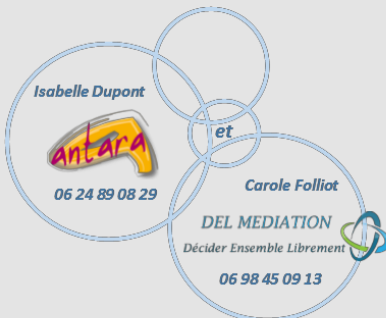 Isabelle Dupont
antara
06 24 89 08 29
et
Carole Folliot
DEL MEDIATION
Décider Ensemble Librement
06 98 45 09 13